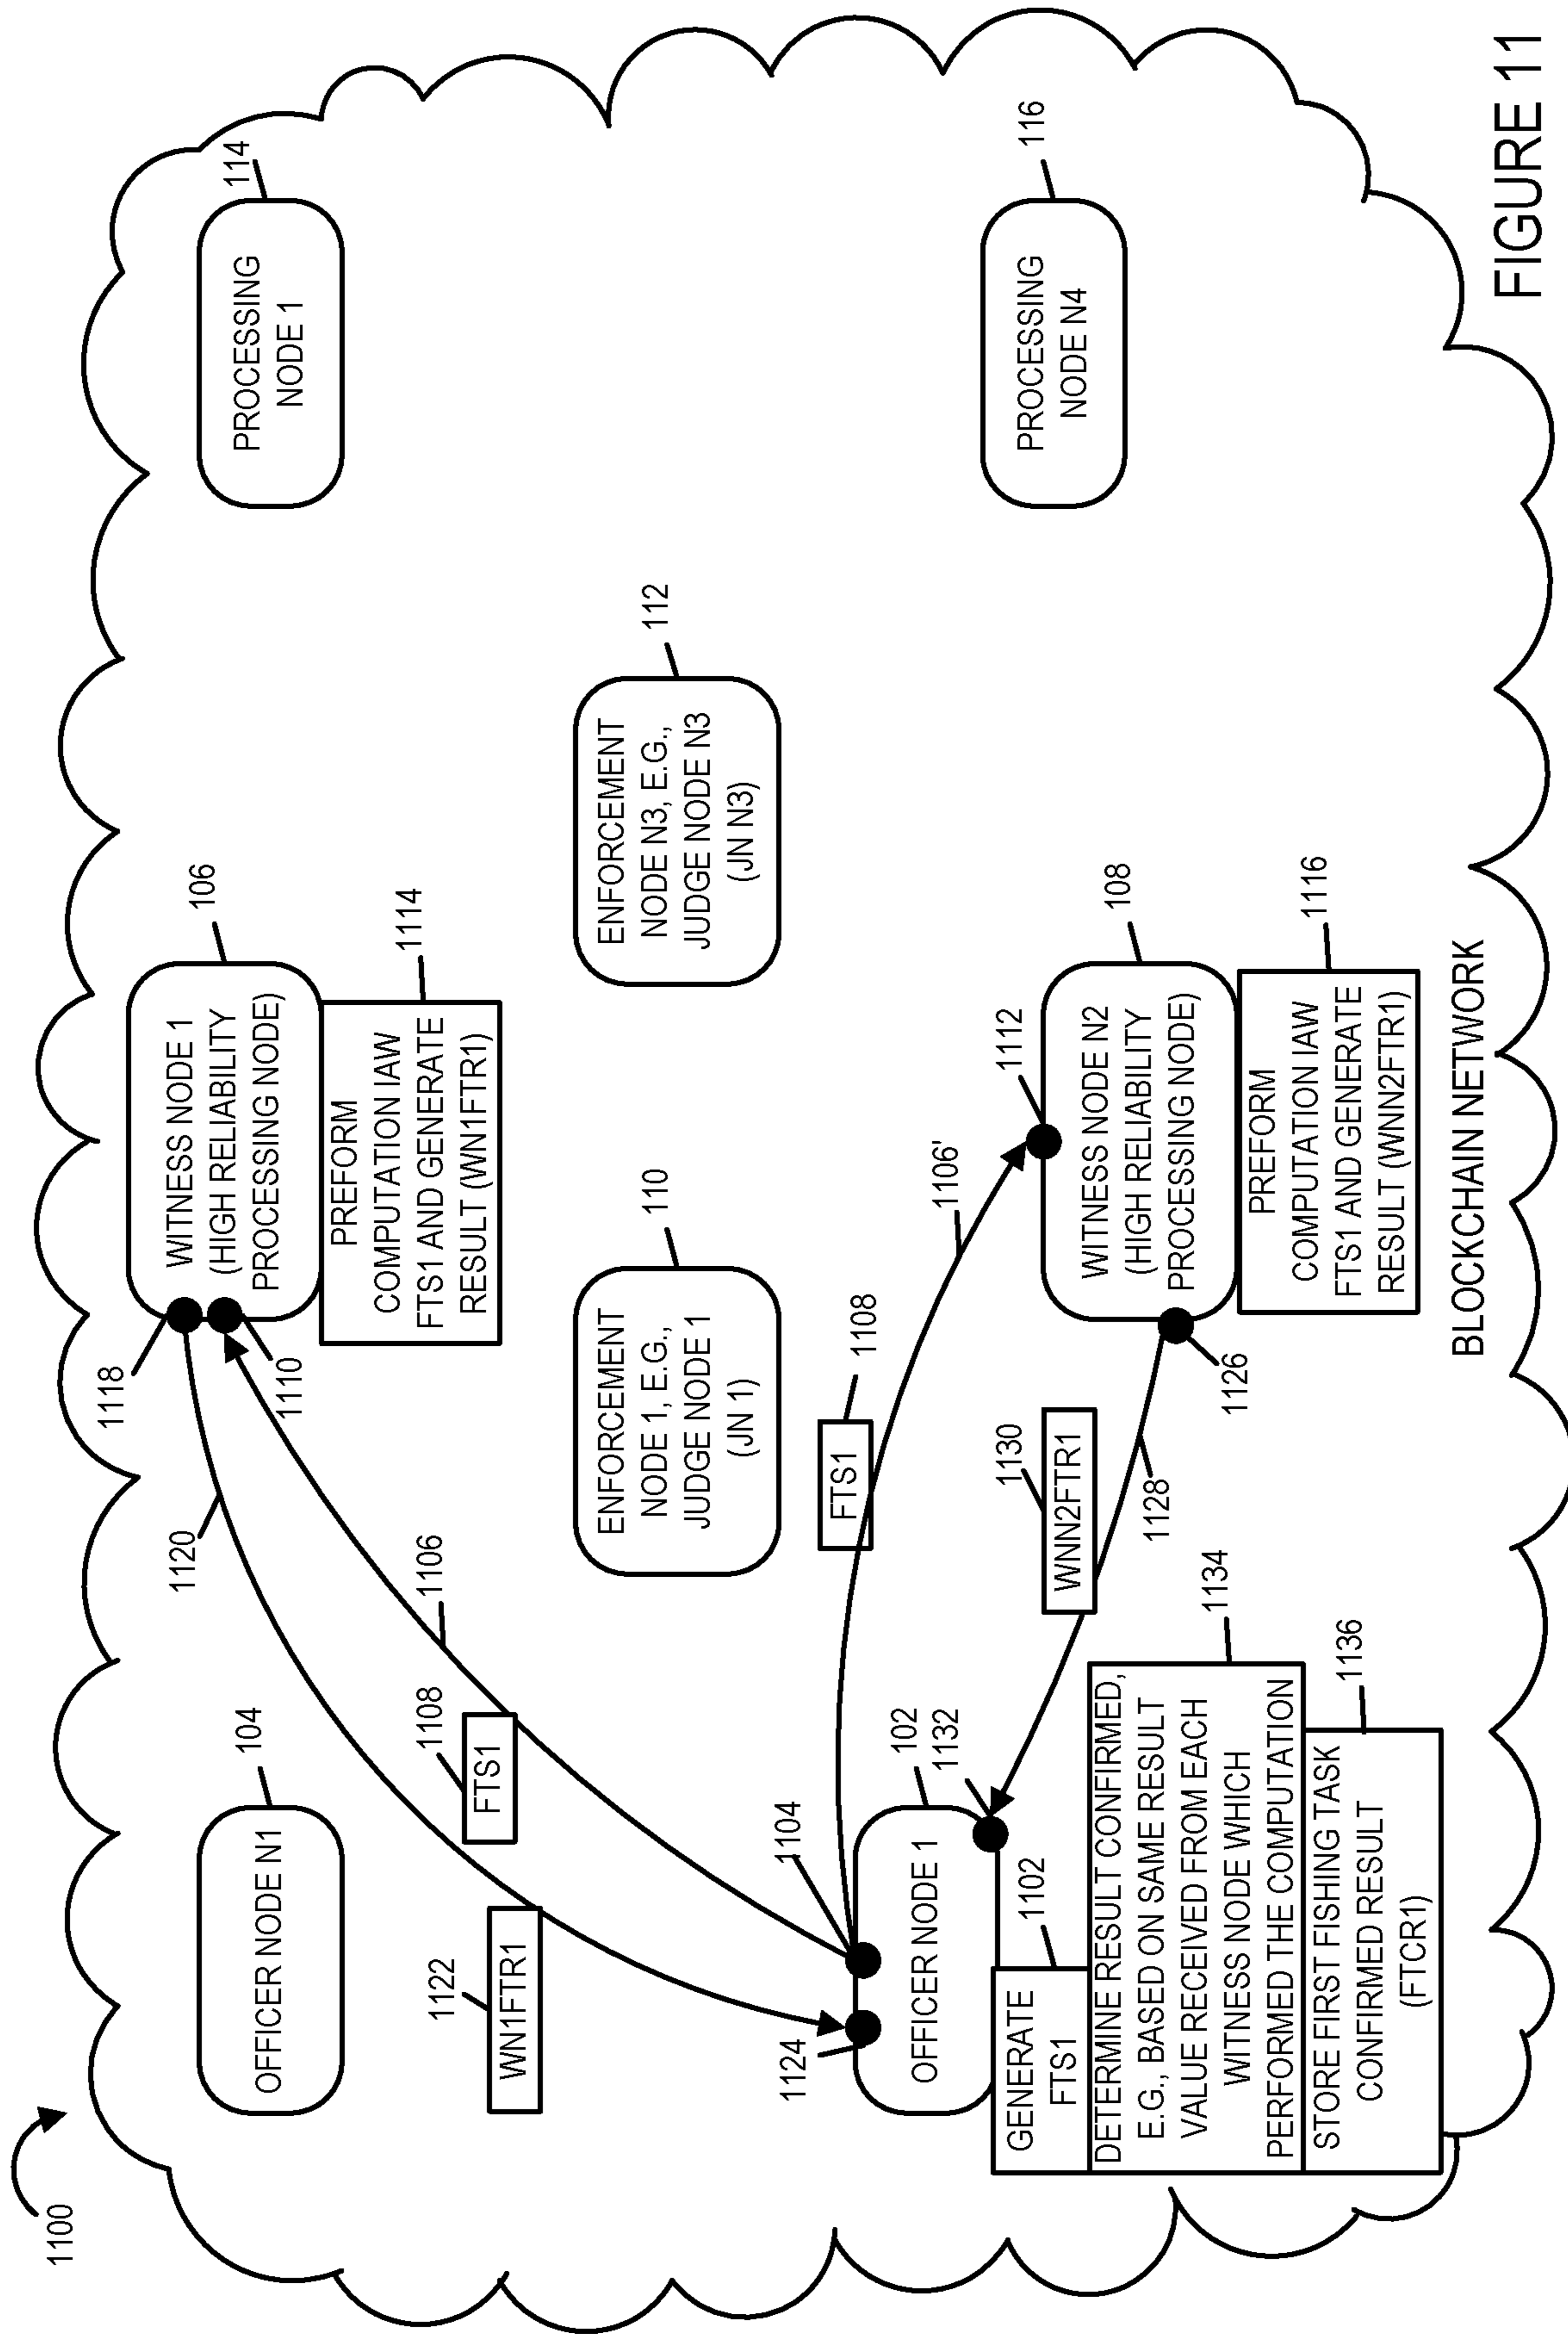 1100
OFFICER NODE N1
104
1120
1118
1110
WITNESS NODE 1
(HIGH RELIABILITY
PROCESSING NODE)
106
PREFORM
COMPUTATION IAW
FTS1 AND GENERATE
RESULT (WN1FTR1)
1114
PROCESSING
NODE 1
114
1122
WN1FTR1
1108
FTS1
1106
ENFORCEMENT
NODE 1, E.G.,
JUDGE NODE 1
(JN 1)
110
ENFORCEMENT
NODE N3, E.G.,
JUDGE NODE N3
(JN N3)
112
1124
1104
OFFICER NODE 1
102
1132
FTS1
1108
1106'
1112
WITNESS NODE N2
(HIGH RELIABILITY
PROCESSING NODE)
108
PROCESSING
NODE N4
116
GENERATE
FTS1
1102
1130
WNN2FTR1
1128
1126
PREFORM
COMPUTATION IAW
FTS1 AND GENERATE
RESULT (WNN2FTR1)
1116
DETERMINE RESULT CONFIRMED,
E.G., BASED ON SAME RESULT
VALUE RECEIVED FROM EACH
WITNESS NODE WHICH
PERFORMED THE COMPUTATION
1134
STORE FIRST FISHING TASK
CONFIRMED RESULT
(FTCR1)
1136
BLOCKCHAIN NETWORK
FIGURE 11